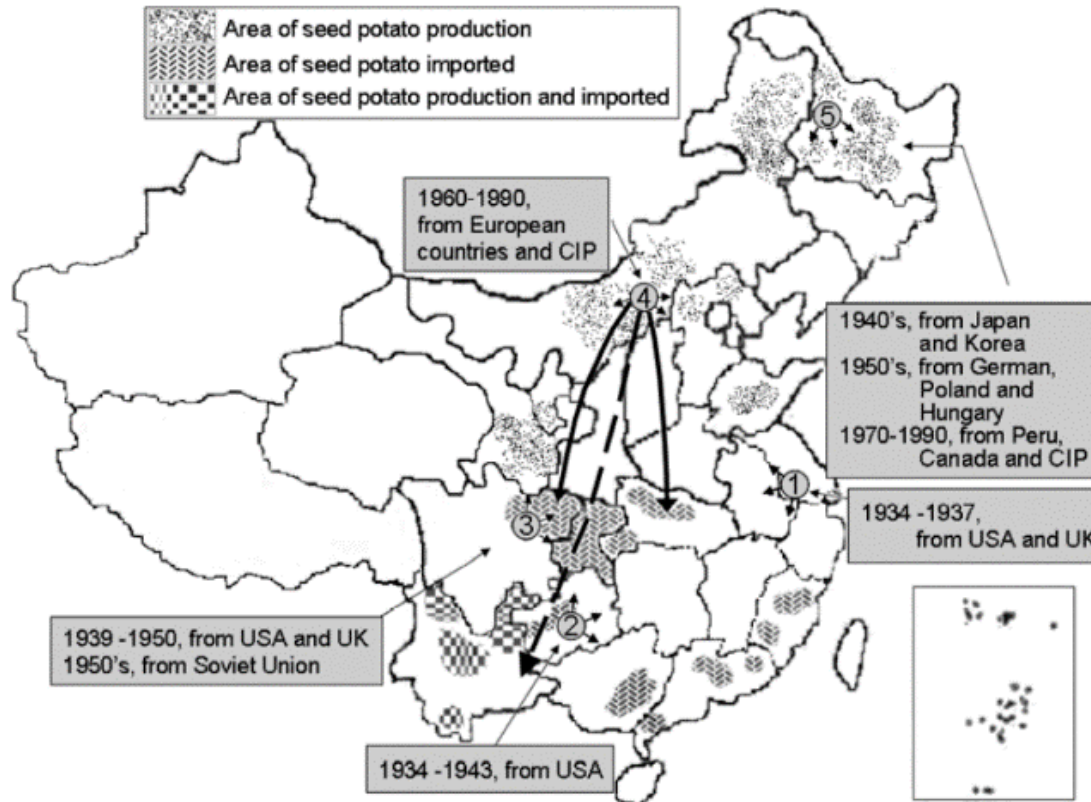 Area of seed potato production
Area of seed potato imported
Area of seed potato production and imported
5
1960-1990,
from European
countries and CIP
4
1940's, from Japan
and Korea
1950's, from German,
Poland and
Hungary
1970-1990, from Peru,
Canada and CIP
1
1934 -1937,
from USA and UK
3
2
1939 -1950, from USA and UK
1950's, from Soviet Union
1934 -1943, from USA